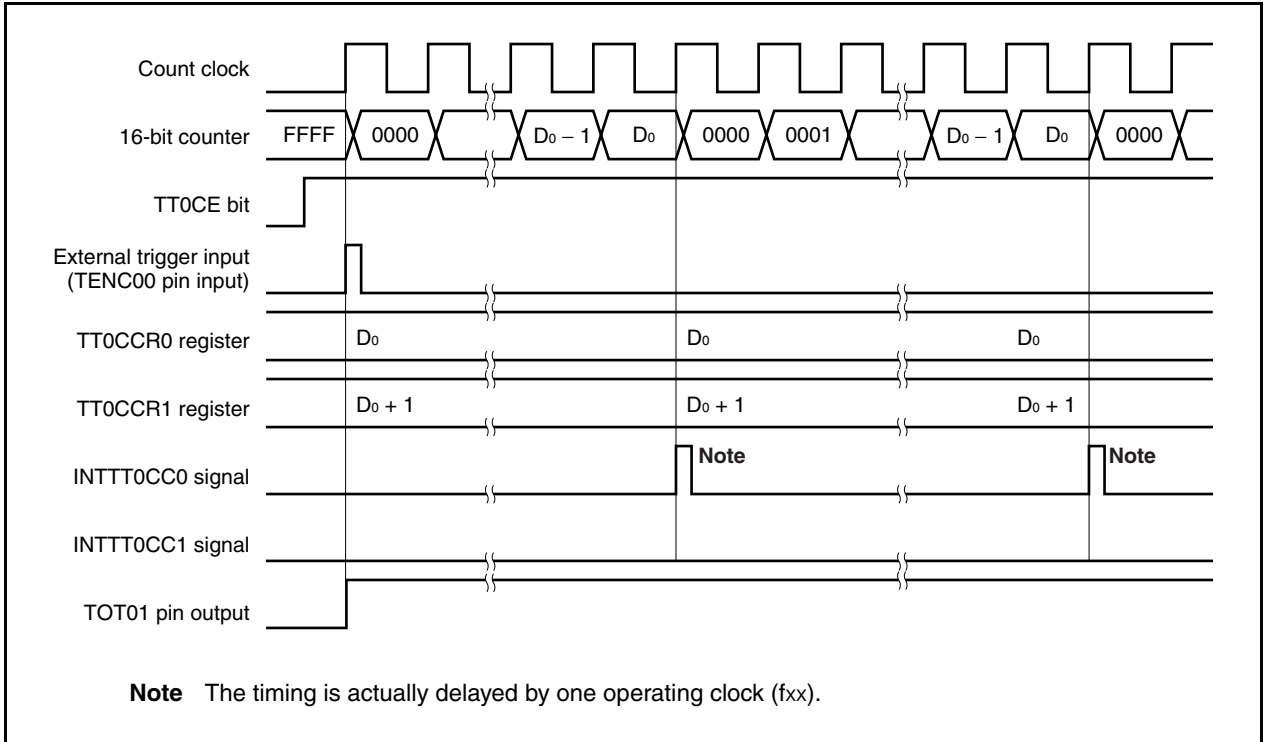 Count clock
16-bit counter FFFF 0000 D0 − 1 D0 0000 0001 D0 − 1 D0 0000
TT0CE bit
External trigger input
(TENC00 pin input)
TT0CCR0 register D0 D0 D0
TT0CCR1 register D0 + 1 D0 + 1 D0 + 1
INTTT0CC0 signal Note Note
INTTT0CC1 signal
TOT01 pin output
Note The timing is actually delayed by one operating clock (fxx).